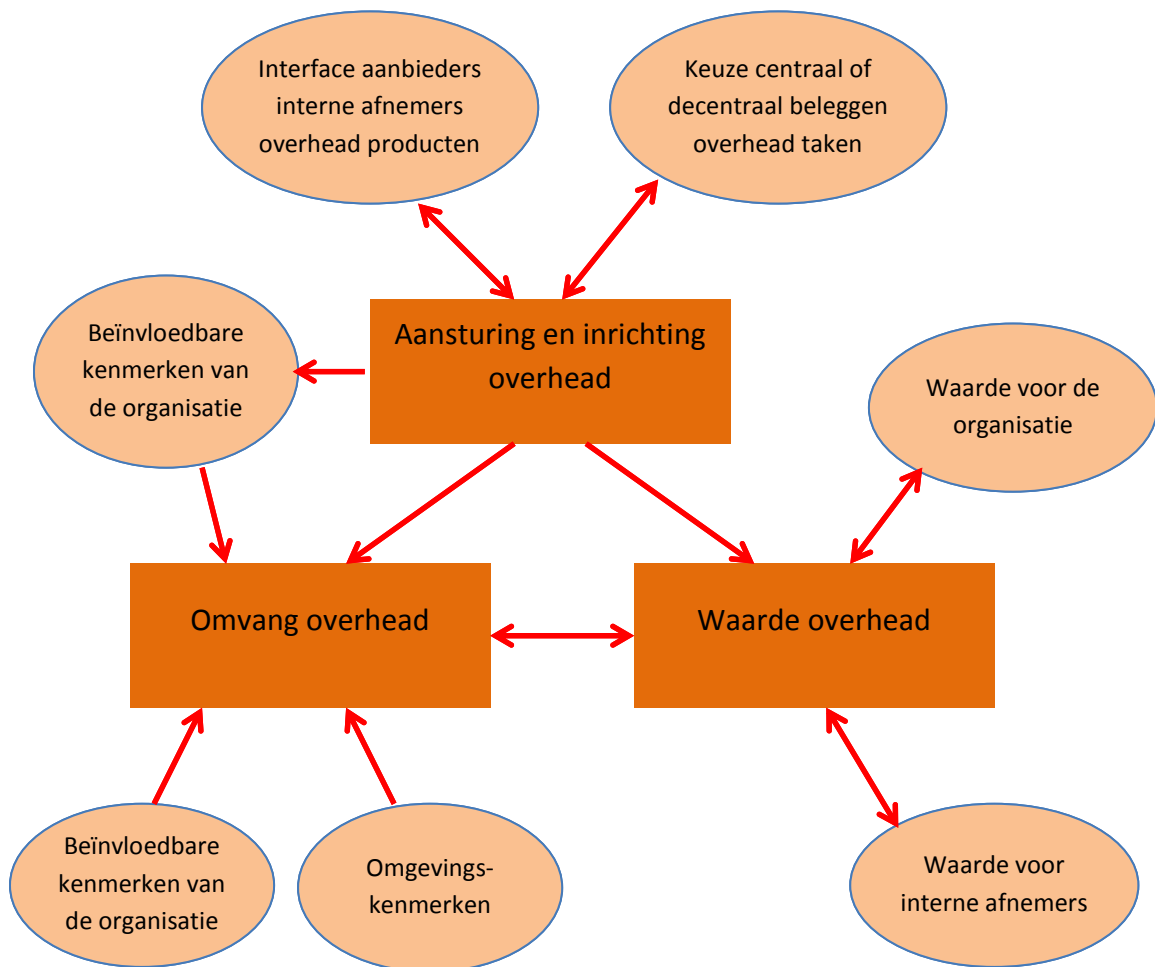 Interface aanbieders
interne afnemers
overhead producten
Keuze centraal of
decentraal beleggen
overhead taken
Beïnvloedbare
kenmerken van
de organisatie
Aansturing en inrichting
overhead
Waarde voor de
organisatie
Omvang overhead
Waarde overhead
Beïnvloedbare
kenmerken van
de organisatie
Omgevings-
kenmerken
Waarde voor
interne afnemers